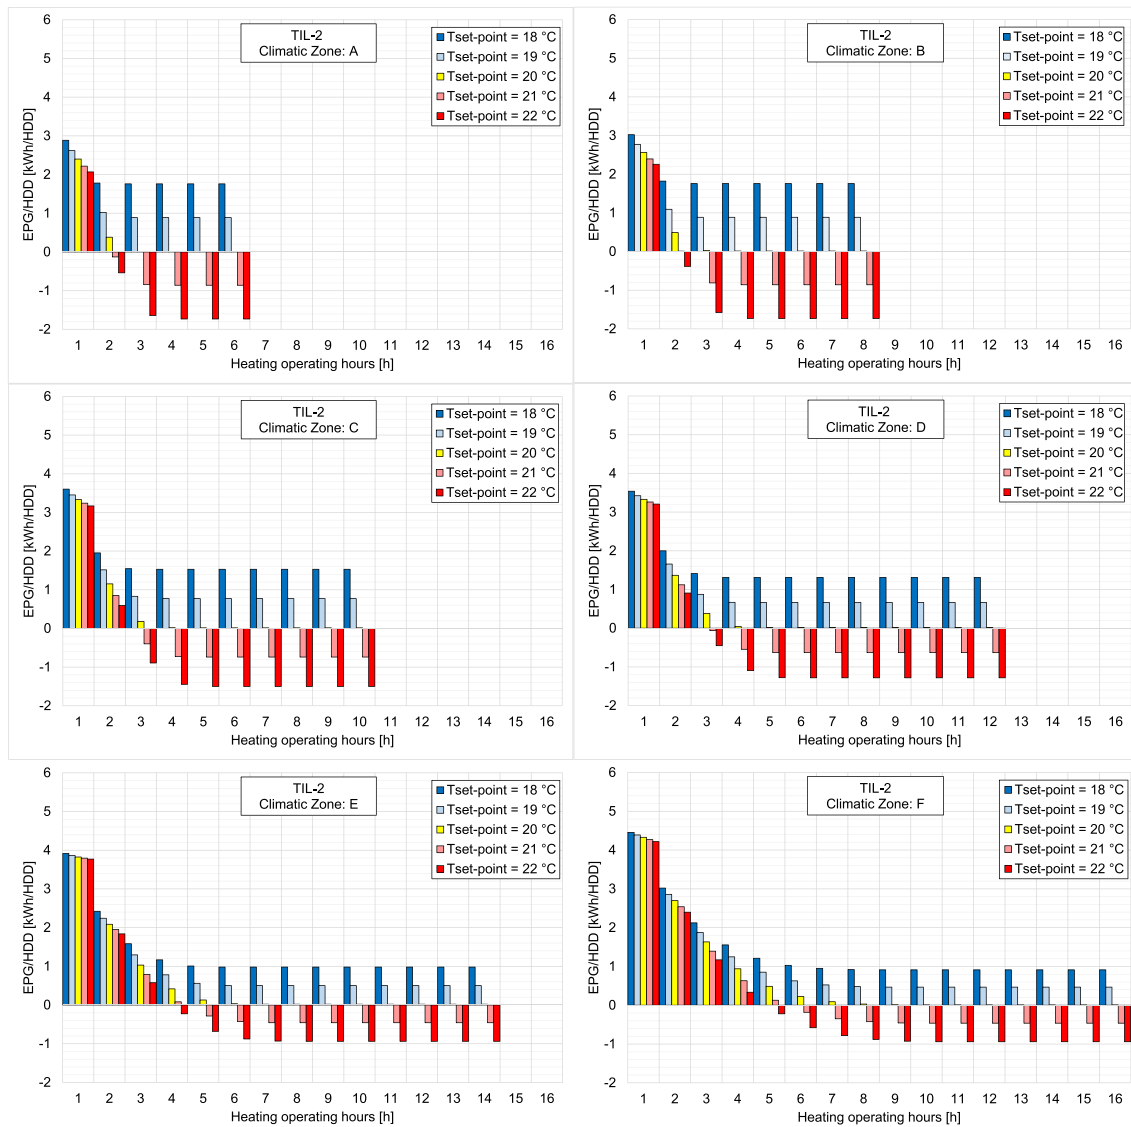 TIL-2
Climatic Zone: A
Tset-point = 18 °C
Tset-point = 19 °C
Tset-point = 20 °C
Tset-point = 21 °C
Tset-point = 22 °C
EPG/HDD [kWh/HDD]
6
5
4
3
2
1
0
-1
-2
1 2 3 4 5 6 7 8 9 10 11 12 13 14 15 16
Heating operating hours [h]
TIL-2
Climatic Zone: B
Tset-point = 18 °C
Tset-point = 19 °C
Tset-point = 20 °C
Tset-point = 21 °C
Tset-point = 22 °C
EPG/HDD [kWh/HDD]
6
5
4
3
2
1
0
-1
-2
1 2 3 4 5 6 7 8 9 10 11 12 13 14 15 16
Heating operating hours [h]
TIL-2
Climatic Zone: C
Tset-point = 18 °C
Tset-point = 19 °C
Tset-point = 20 °C
Tset-point = 21 °C
Tset-point = 22 °C
EPG/HDD [kWh/HDD]
6
5
4
3
2
1
0
-1
-2
1 2 3 4 5 6 7 8 9 10 11 12 13 14 15 16
Heating operating hours [h]
TIL-2
Climatic Zone: D
Tset-point = 18 °C
Tset-point = 19 °C
Tset-point = 20 °C
Tset-point = 21 °C
Tset-point = 22 °C
EPG/HDD [kWh/HDD]
6
5
4
3
2
1
0
-1
-2
1 2 3 4 5 6 7 8 9 10 11 12 13 14 15 16
Heating operating hours [h]
TIL-2
Climatic Zone: E
Tset-point = 18 °C
Tset-point = 19 °C
Tset-point = 20 °C
Tset-point = 21 °C
Tset-point = 22 °C
EPG/HDD [kWh/HDD]
6
5
4
3
2
1
0
-1
-2
1 2 3 4 5 6 7 8 9 10 11 12 13 14 15 16
Heating operating hours [h]
TIL-2
Climatic Zone: F
Tset-point = 18 °C
Tset-point = 19 °C
Tset-point = 20 °C
Tset-point = 21 °C
Tset-point = 22 °C
EPG/HDD [kWh/HDD]
6
5
4
3
2
1
0
-1
-2
1 2 3 4 5 6 7 8 9 10 11 12 13 14 15 16
Heating operating hours [h]